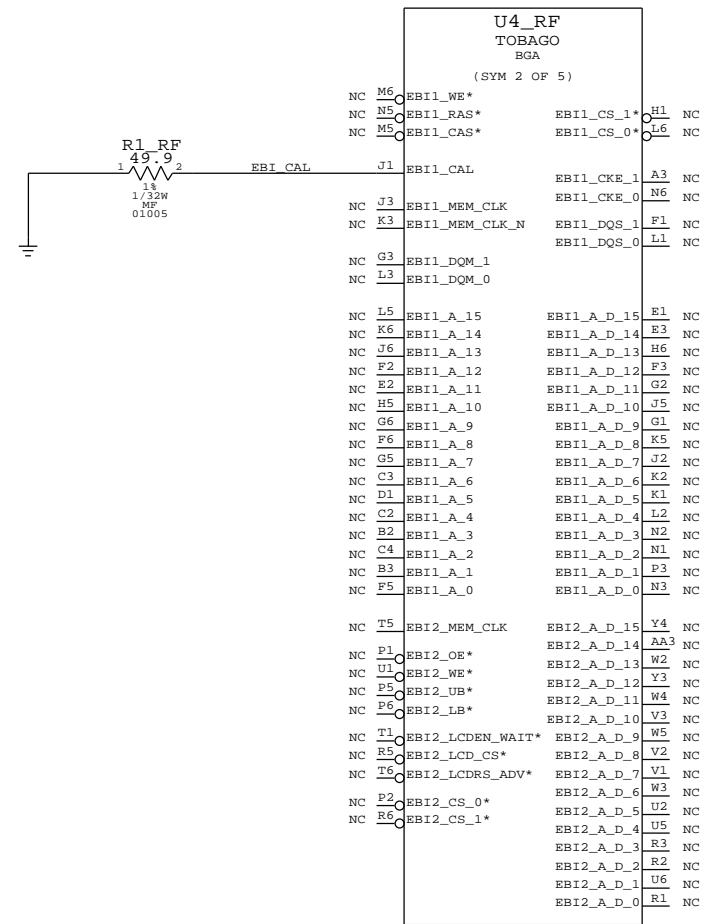 U4_RF
TOBAGO
BGA
(SYM 2 OF 5)
NC M6 EBI1_WE*
NC N5 EBI1_RAS* EBI1_CS_1* H1 NC
NC M5 EBI1_CAS* EBI1_CS_0* L6 NC
R1_RF
49.9
1 2 EBI_CAL J1 EBI1_CAL
1%
1/32W
MF
01005
EBI1_CKE_1 A3 NC
EBI1_CKE_0 N6 NC
NC J3 EBI1_MEM_CLK
NC K3 EBI1_MEM_CLK_N EBI1_DQS_1 F1 NC
EBI1_DQS_0 L1 NC
NC G3 EBI1_DQM_1
NC L3 EBI1_DQM_0
NC L5 EBI1_A_15 EBI1_A_D_15 E1 NC
NC K6 EBI1_A_14 EBI1_A_D_14 E3 NC
NC J6 EBI1_A_13 EBI1_A_D_13 H6 NC
NC F2 EBI1_A_12 EBI1_A_D_12 F3 NC
NC E2 EBI1_A_11 EBI1_A_D_11 G2 NC
NC H5 EBI1_A_10 EBI1_A_D_10 J5 NC
NC G6 EBI1_A_9 EBI1_A_D_9 G1 NC
NC F6 EBI1_A_8 EBI1_A_D_8 K5 NC
NC G5 EBI1_A_7 EBI1_A_D_7 J2 NC
NC C3 EBI1_A_6 EBI1_A_D_6 K2 NC
NC D1 EBI1_A_5 EBI1_A_D_5 K1 NC
NC C2 EBI1_A_4 EBI1_A_D_4 L2 NC
NC B2 EBI1_A_3 EBI1_A_D_3 N2 NC
NC C4 EBI1_A_2 EBI1_A_D_2 N1 NC
NC B3 EBI1_A_1 EBI1_A_D_1 P3 NC
NC F5 EBI1_A_0 EBI1_A_D_0 N3 NC
NC T5 EBI2_MEM_CLK EBI2_A_D_15 Y4 NC
EBI2_A_D_14 AA3 NC
NC P1 EBI2_OE* EBI2_A_D_13 W2 NC
NC U1 EBI2_WE* EBI2_A_D_12 Y3 NC
NC P5 EBI2_UB* EBI2_A_D_11 W4 NC
NC P6 EBI2_LB* EBI2_A_D_10 V3 NC
NC T1 EBI2_LCDEN_WAIT* EBI2_A_D_9 W5 NC
NC R5 EBI2_LCD_CS* EBI2_A_D_8 V2 NC
NC T6 EBI2_LCDRS_ADV* EBI2_A_D_7 V1 NC
EBI2_A_D_6 W3 NC
NC P2 EBI2_CS_0* EBI2_A_D_5 U2 NC
NC R6 EBI2_CS_1* EBI2_A_D_4 U5 NC
EBI2_A_D_3 R3 NC
EBI2_A_D_2 R2 NC
EBI2_A_D_1 U6 NC
EBI2_A_D_0 R1 NC